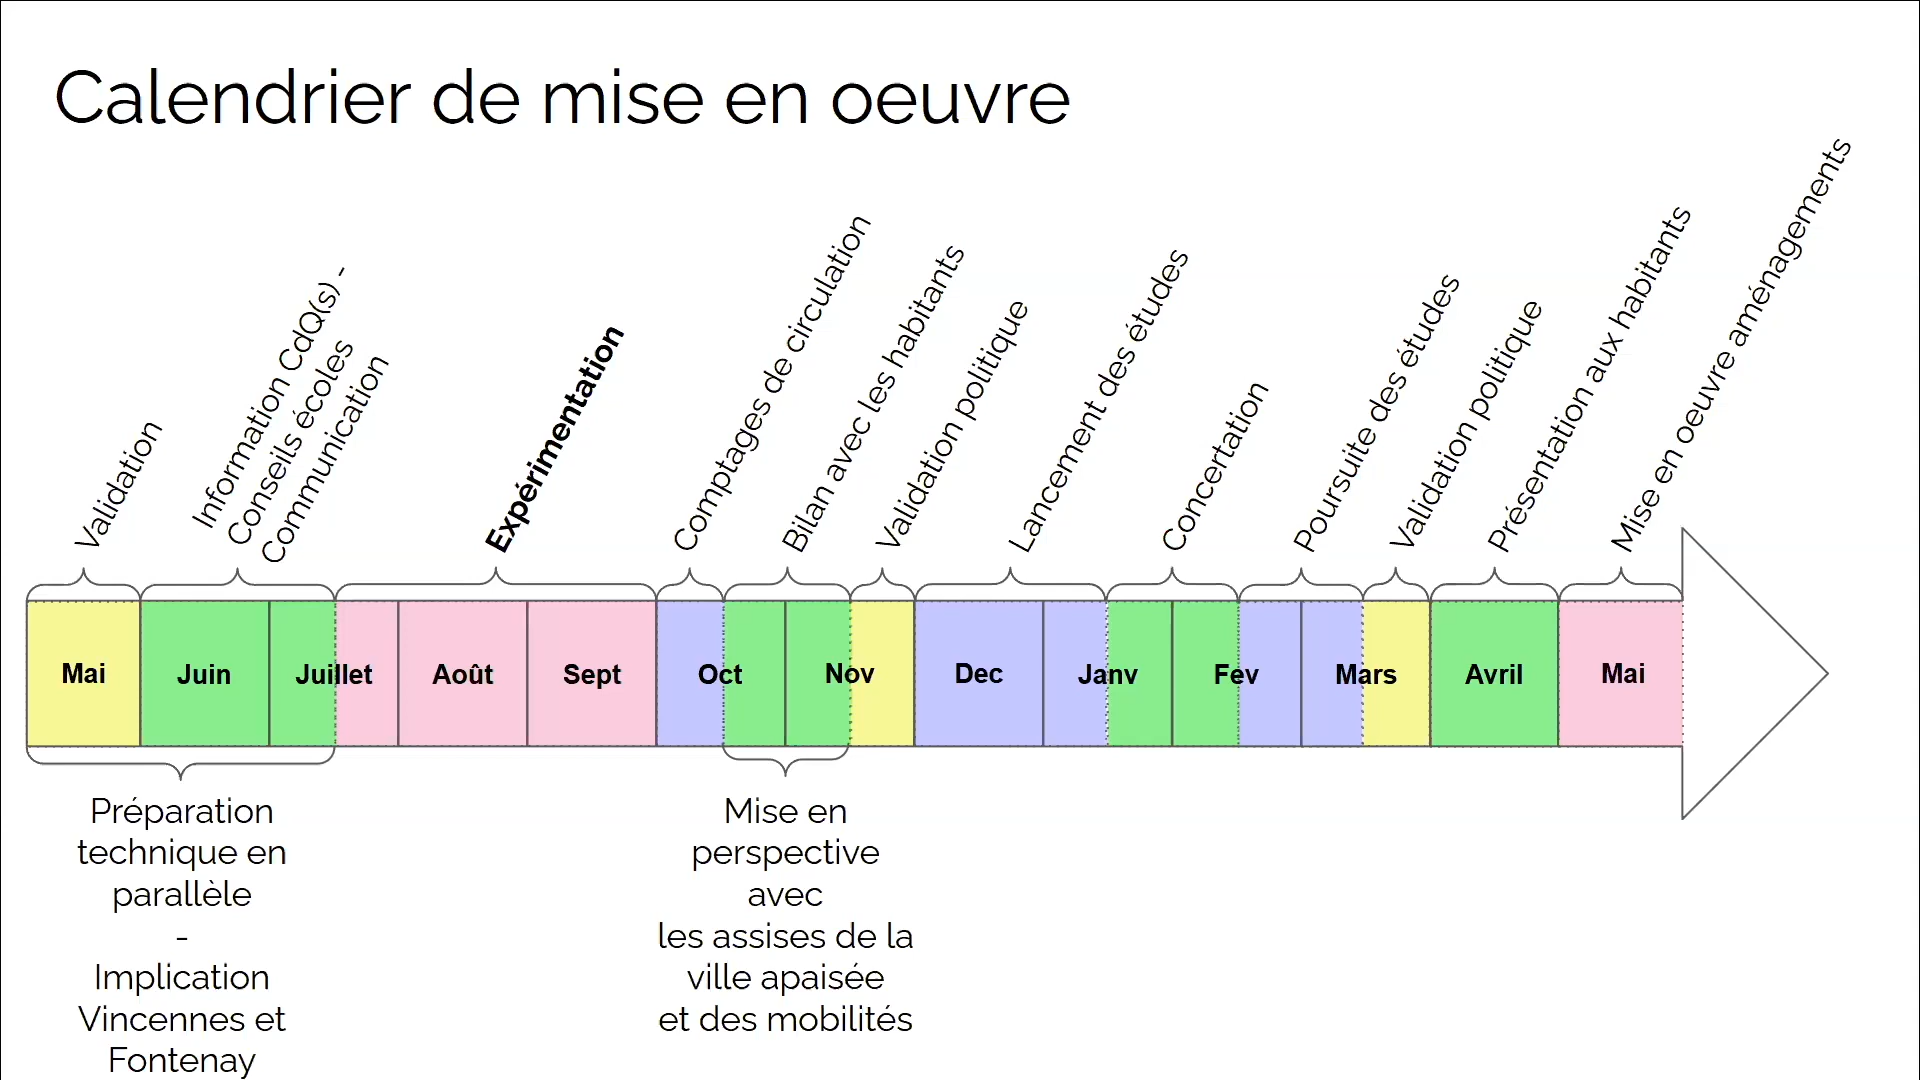 Calendrier de mise en oeuvre
Validation
Information CdQ(s) -
Conseils écoles
Communication
Expérimentation
Comptages de circulation
Bilan avec les habitants
Validation politique
Lancement des études
Concertation
Poursuite des études
Validation politique
Présentation aux habitants
Mise en oeuvre aménagements
Mai
Juin
Juillet
Août
Sept
Oct
Nov
Dec
Janv
Fev
Mars
Avril
Mai
Préparation
technique en
parallèle
-
Implication
Vincennes et
Fontenay
Mise en
perspective
avec
les assises de la
ville apaisée
et des mobilités